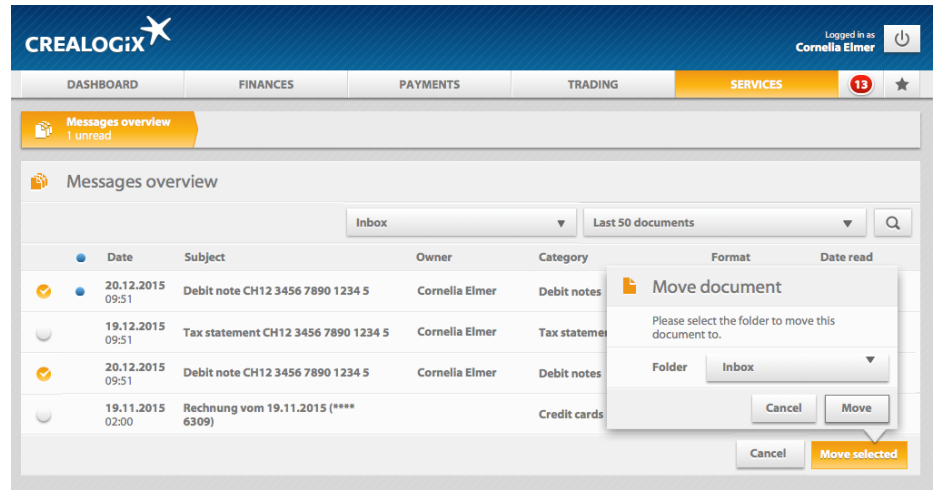 CREALOGIX
Logged in as
Cornelia Elmer
DASHBOARD FINANCES PAYMENTS TRADING SERVICES 13
Messages overview
1 unread
Messages overview
Inbox Last 50 documents
Date Subject Owner Category Format Date read
20.12.2015
09:51
Debit note CH12 3456 7890 1234 5 Cornelia Elmer Debit notes
19.12.2015
09:51
Tax statement CH12 3456 7890 1234 5 Cornelia Elmer Tax stateme
20.12.2015
09:51
Debit note CH12 3456 7890 1234 5 Cornelia Elmer Debit notes
19.11.2015
02:00
Rechnung vom 19.11.2015 (****
6309)
Credit cards
Move document
Please select the folder to move this
document to.
Folder Inbox
Cancel Move
Cancel Move selected